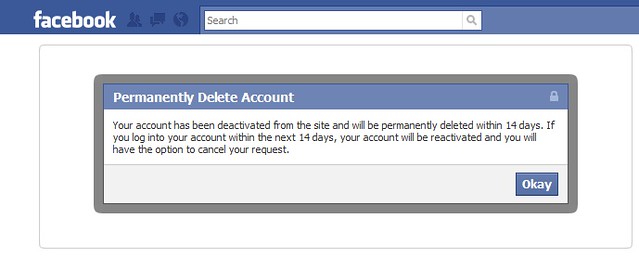 facebook
Search
Permanently Delete Account
Your account has been deactivated from the site and will be permanently deleted within 14 days. If
you log into your account within the next 14 days, your account will be reactivated and you will
have the option to cancel your request.
Okay